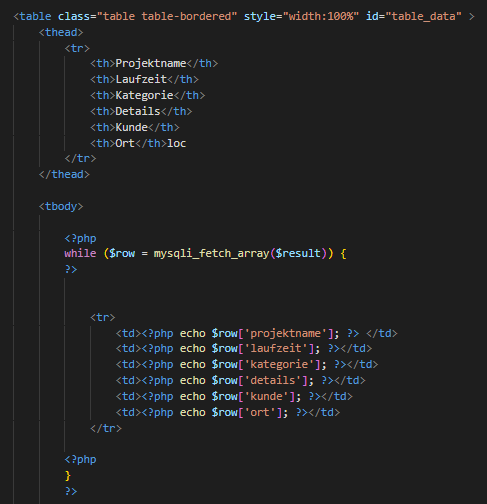 <table class="table table-bordered" style="width:100%" id="table_data" >
<thead>
<tr>
<th>Projektname</th>
<th>Laufzeit</th>
<th>Kategorie</th>
<th>Details</th>
<th>Kunde</th>
<th>Ort</th>loc
</tr>
</thead>
<tbody>
<?php
while ($row = mysqli_fetch_array($result)) {
?>
<tr>
<td><?php echo $row['projektname']; ?> </td>
<td><?php echo $row['laufzeit']; ?></td>
<td><?php echo $row['kategorie']; ?></td>
<td><?php echo $row['details']; ?></td>
<td><?php echo $row['kunde']; ?></td>
<td><?php echo $row['ort']; ?></td>
</tr>
<?php
}
?>